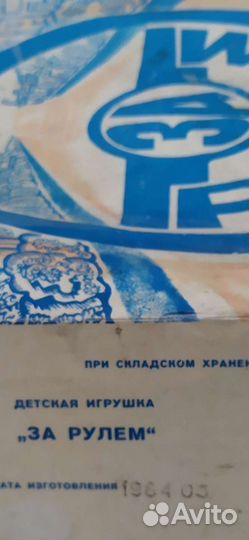 ПРИ СКЛАДСКОМ ХРАНЕН
ДЕТСКАЯ ИГРУШКА
„ЗА РУЛЕМ“
АТА ИЗГОТОВЛЕНИЯ 1984 03
Avito